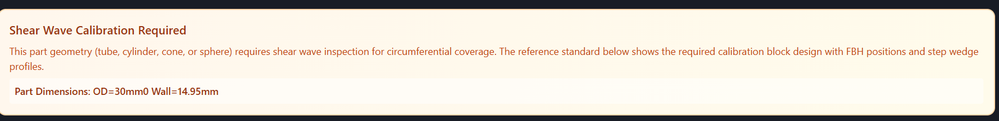 Shear Wave Calibration Required
This part geometry (tube, cylinder, cone, or sphere) requires shear wave inspection for circumferential coverage. The reference standard below shows the required calibration block design with FBH positions and step wedge
profiles.
Part Dimensions: OD=30mm0 Wall=14.95mm